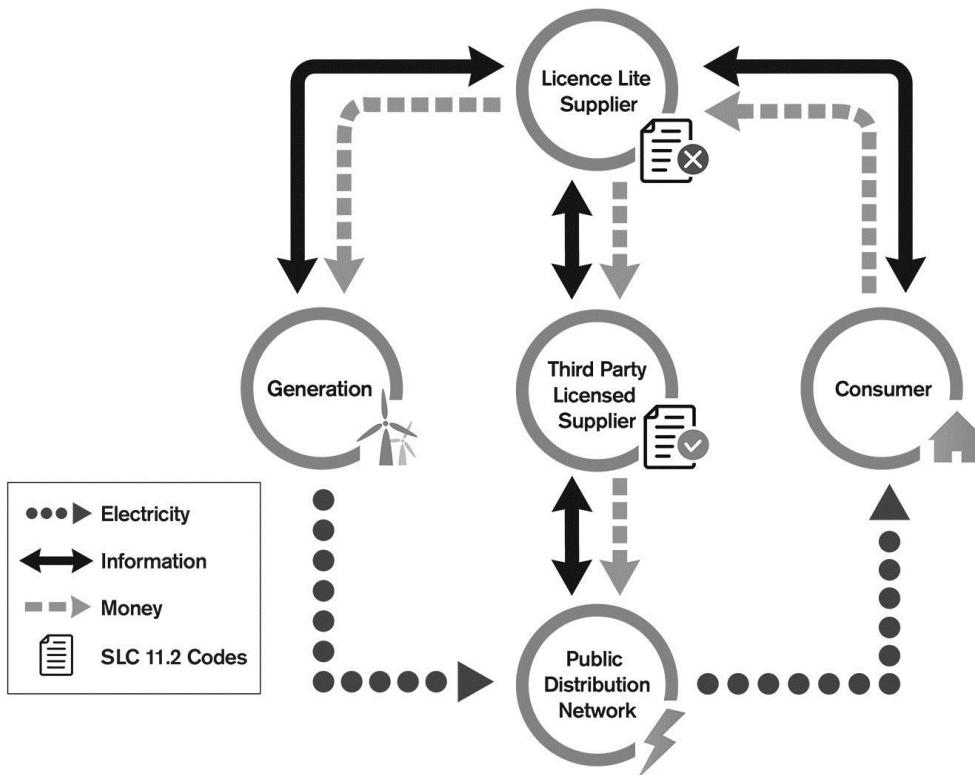 Licence Lite
Supplier
Generation
Third Party
Licensed
Supplier
Consumer
Electricity
Information
Money
SLC 11.2 Codes
Public
Distribution
Network